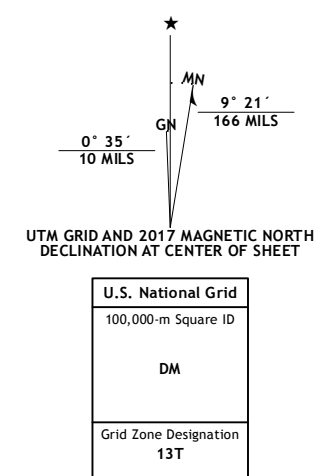 ★
MN
9° 21´
166 MILS
GN
0° 35´
10 MILS
UTM GRID AND 2017 MAGNETIC NORTH
DECLINATION AT CENTER OF SHEET
U.S. National Grid
100,000-m Square ID
DM
Grid Zone Designation
13T